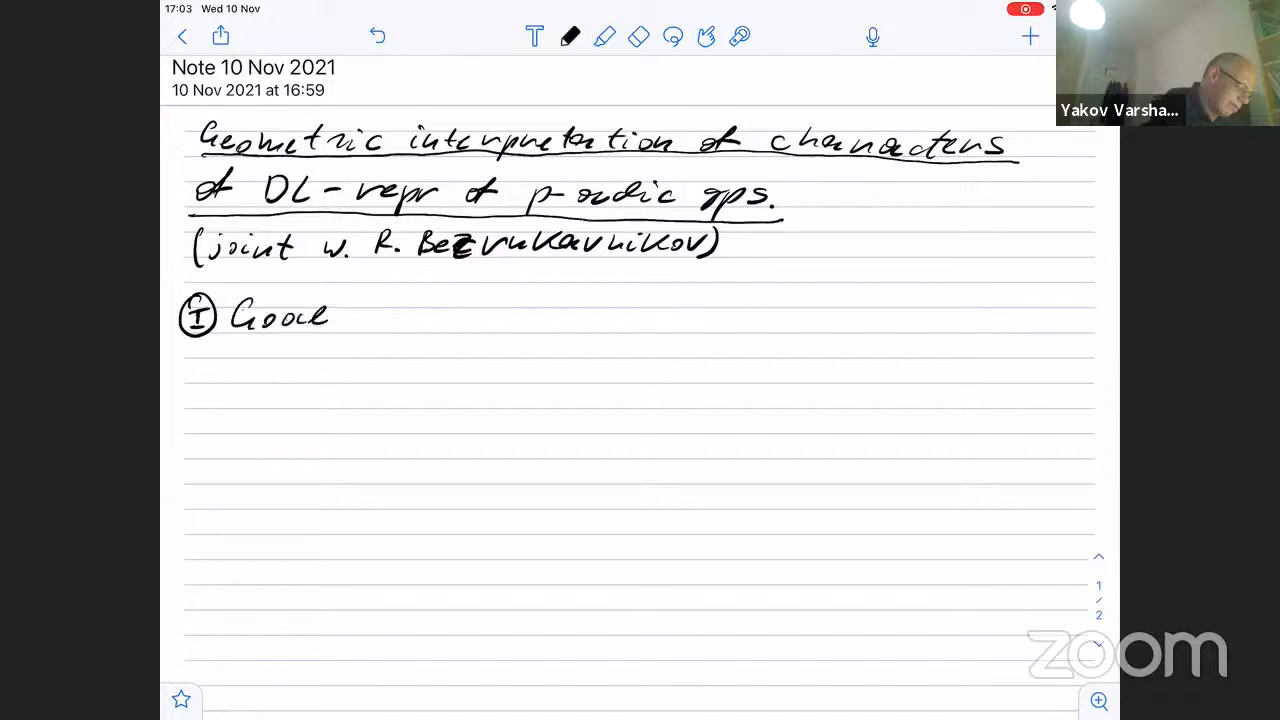 17:03 Wed 10 Nov
Note 10 Nov 2021
10 Nov 2021 at 16:59
Yakov Varsha...
Geometric interpretation of characters
of DL-repr of p-adic gps.
(joint w. R. Bezrukavnikov)
I Goal
1
/
2
zoom